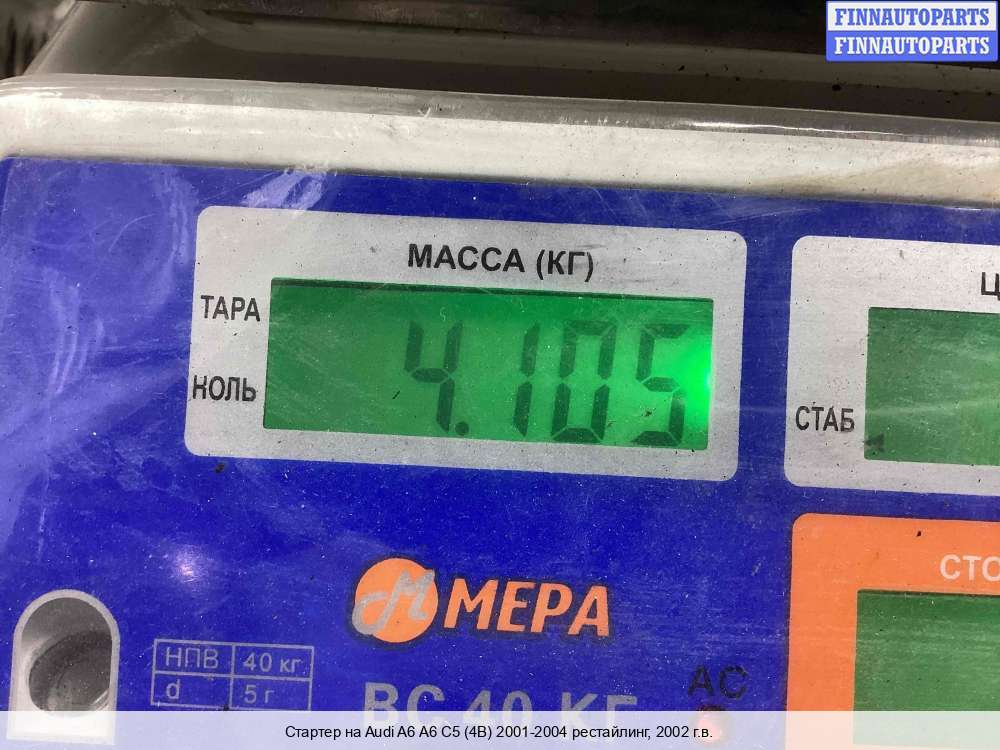 FINNAUTOPARTS
FINNAUTOPARTS
МАССА (КГ)
ТАРА
4.105
НОЛЬ
СТАБ
МЕРА
НПВ 40 кг
d 5 г
АС
ВС 40 КГ
Стартер на Audi A6 A6 C5 (4B) 2001-2004 рестайлинг, 2002 г.в.